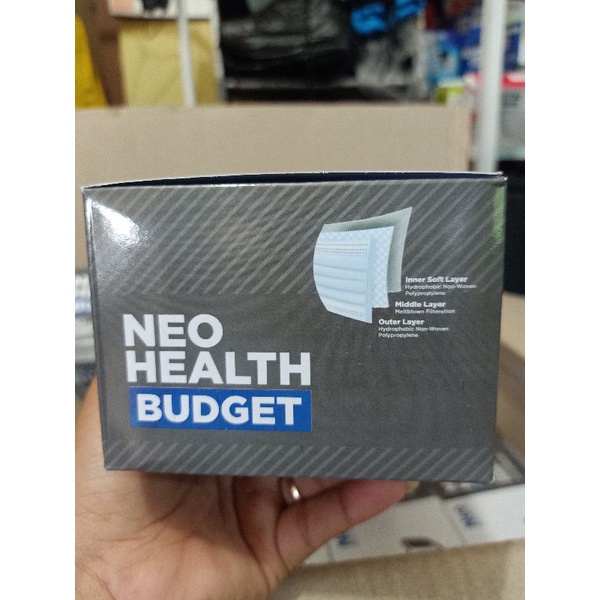 Inner Soft Layer
Hydrophobic Non-Woven
Polypropylene
Middle Layer
Meltblown Filteration
Outer Layer
Hydrophobic Non-Woven
Polypropylene
NEO
HEALTH
BUDGET